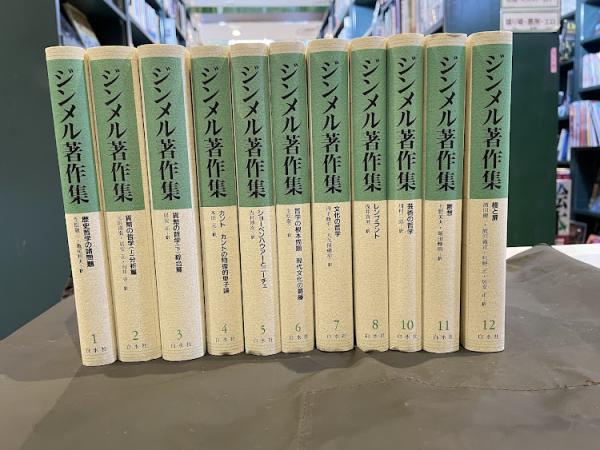 ジンメル著作集
歴史哲学の諸問題
1
白水社
ジンメル著作集
貨幣の哲学(上)分析篇
2
白水社
ジンメル著作集
貨幣の哲学(下)綜合篇
3
白水社
ジンメル著作集
カント カントの物理的単子論
4
白水社
ジンメル著作集
ショーペンハウアーとニーチェ
5
白水社
ジンメル著作集
哲学の根本問題 現代文化の葛藤
6
白水社
ジンメル著作集
文化の哲学
7
白水社
ジンメル著作集
レンブラント
8
白水社
ジンメル著作集
芸術の哲学
10
白水社
ジンメル著作集
断想
11
白水社
ジンメル著作集
橋と扉
12
白水社
絵本